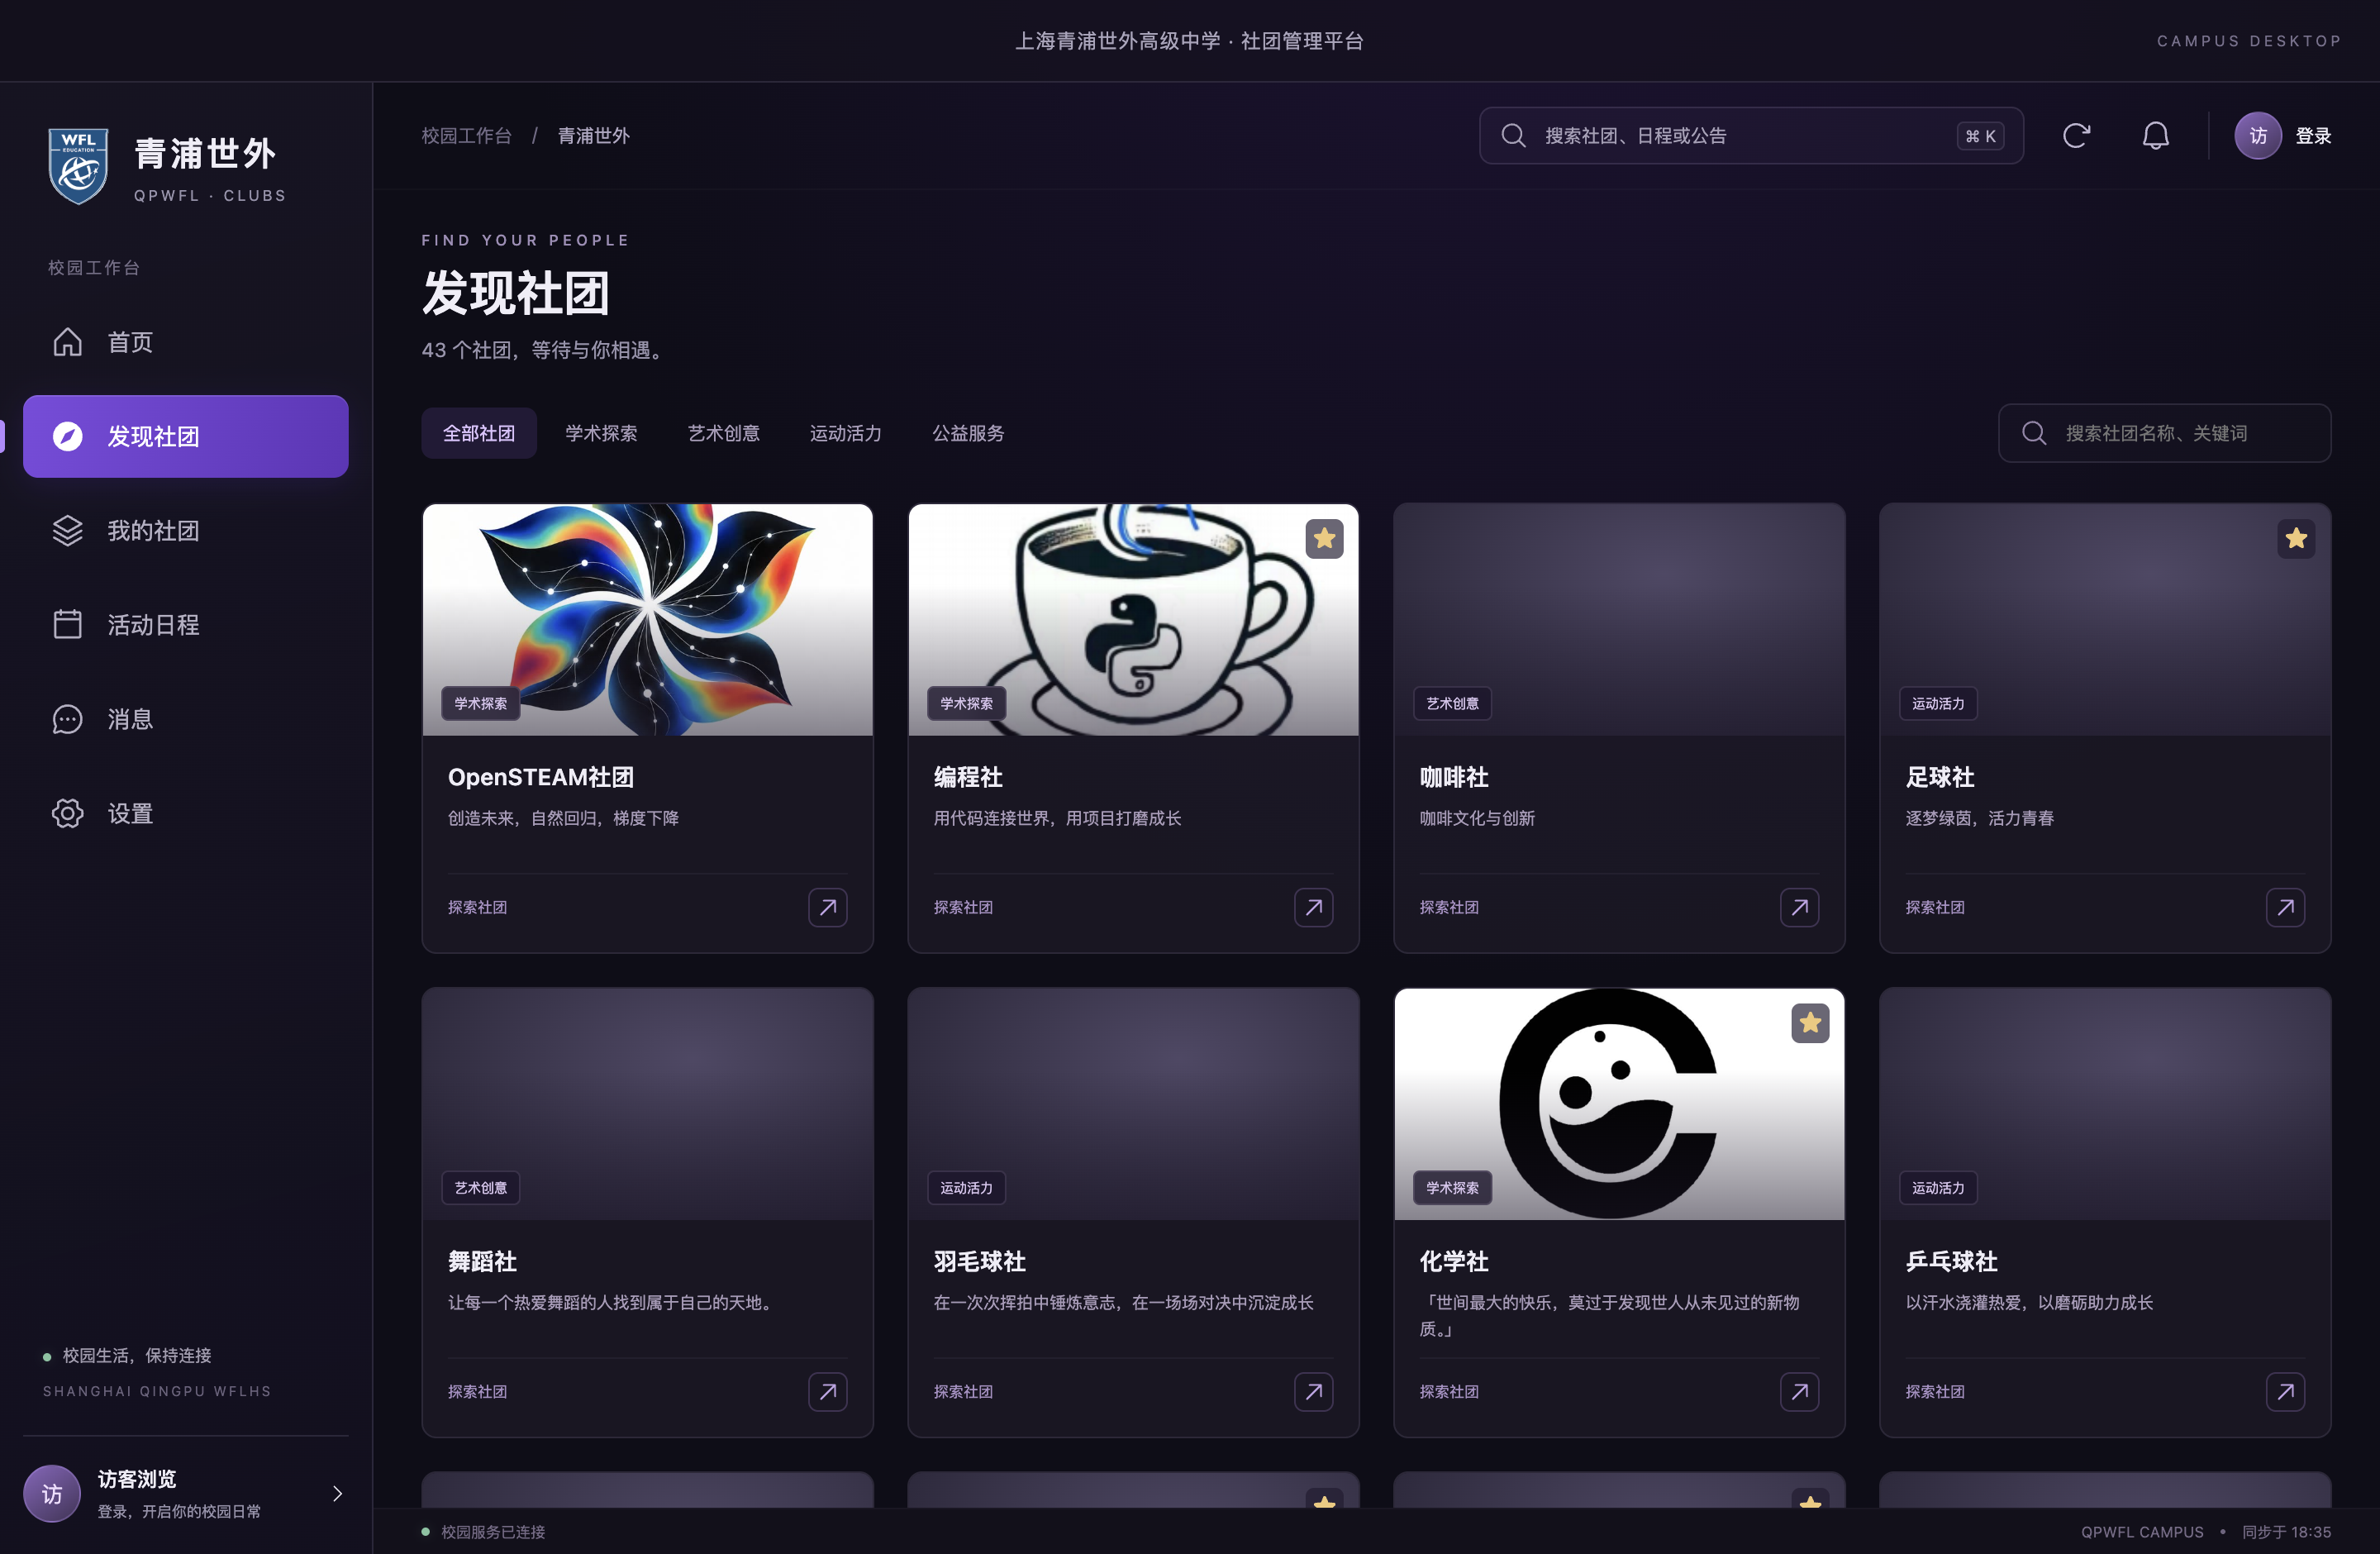 上海青浦世外高级中学 · 社团管理平台
CAMPUS DESKTOP
WFL
EDUCATION
青浦世外
QPWFL · CLUBS
校园工作台
首页
发现社团
我的社团
活动日程
消息
设置
校园生活，保持连接
SHANGHAI QINGPU WFLHS
访
访客浏览
登录，开启你的校园日常
校园工作台 / 青浦世外
搜索社团、日程或公告
⌘ K
访
登录
FIND YOUR PEOPLE
发现社团
43 个社团，等待与你相遇。
全部社团
学术探索
艺术创意
运动活力
公益服务
搜索社团名称、关键词
学术探索
OpenSTEAM社团
创造未来，自然回归，梯度下降
探索社团
学术探索
编程社
用代码连接世界，用项目打磨成长
探索社团
艺术创意
咖啡社
咖啡文化与创新
探索社团
运动活力
足球社
逐梦绿茵，活力青春
探索社团
艺术创意
舞蹈社
让每一个热爱舞蹈的人找到属于自己的天地。
探索社团
运动活力
羽毛球社
在一次次挥拍中锤炼意志，在一场场对决中沉淀成长
探索社团
学术探索
化学社
「世间最大的快乐，莫过于发现世人从未见过的新物
质。」
探索社团
运动活力
乒乓球社
以汗水浇灌热爱，以磨砺助力成长
探索社团
校园服务已连接
QPWFL CAMPUS • 同步于 18:35